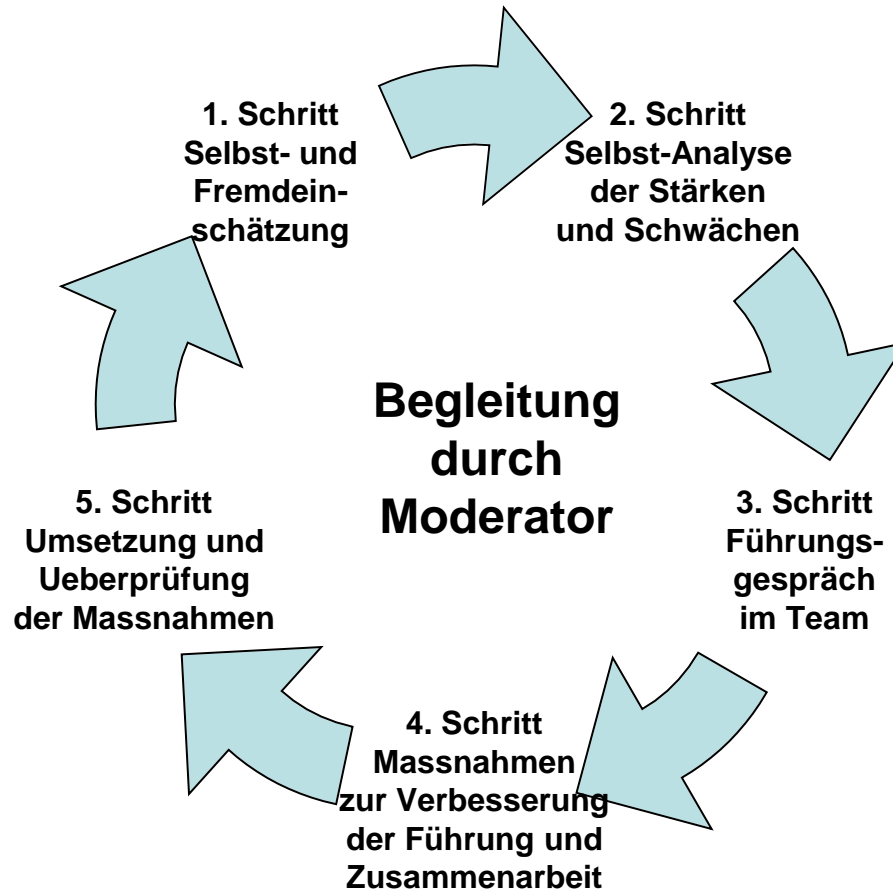 1. Schritt
Selbst- und
Fremdein-
schätzung
2. Schritt
Selbst-Analyse
der Stärken
und Schwächen
3. Schritt
Führungs-
gespräch
im Team
4. Schritt
Massnahmen
zur Verbesserung
der Führung und
Zusammenarbeit
5. Schritt
Umsetzung und
Ueberprüfung
der Massnahmen
Begleitung
durch
Moderator